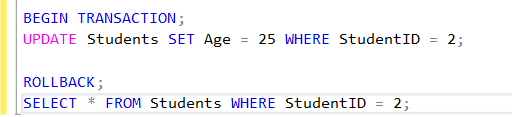 BEGIN TRANSACTION;
UPDATE Students SET Age = 25 WHERE StudentID = 2;
ROLLBACK;
SELECT * FROM Students WHERE StudentID = 2;